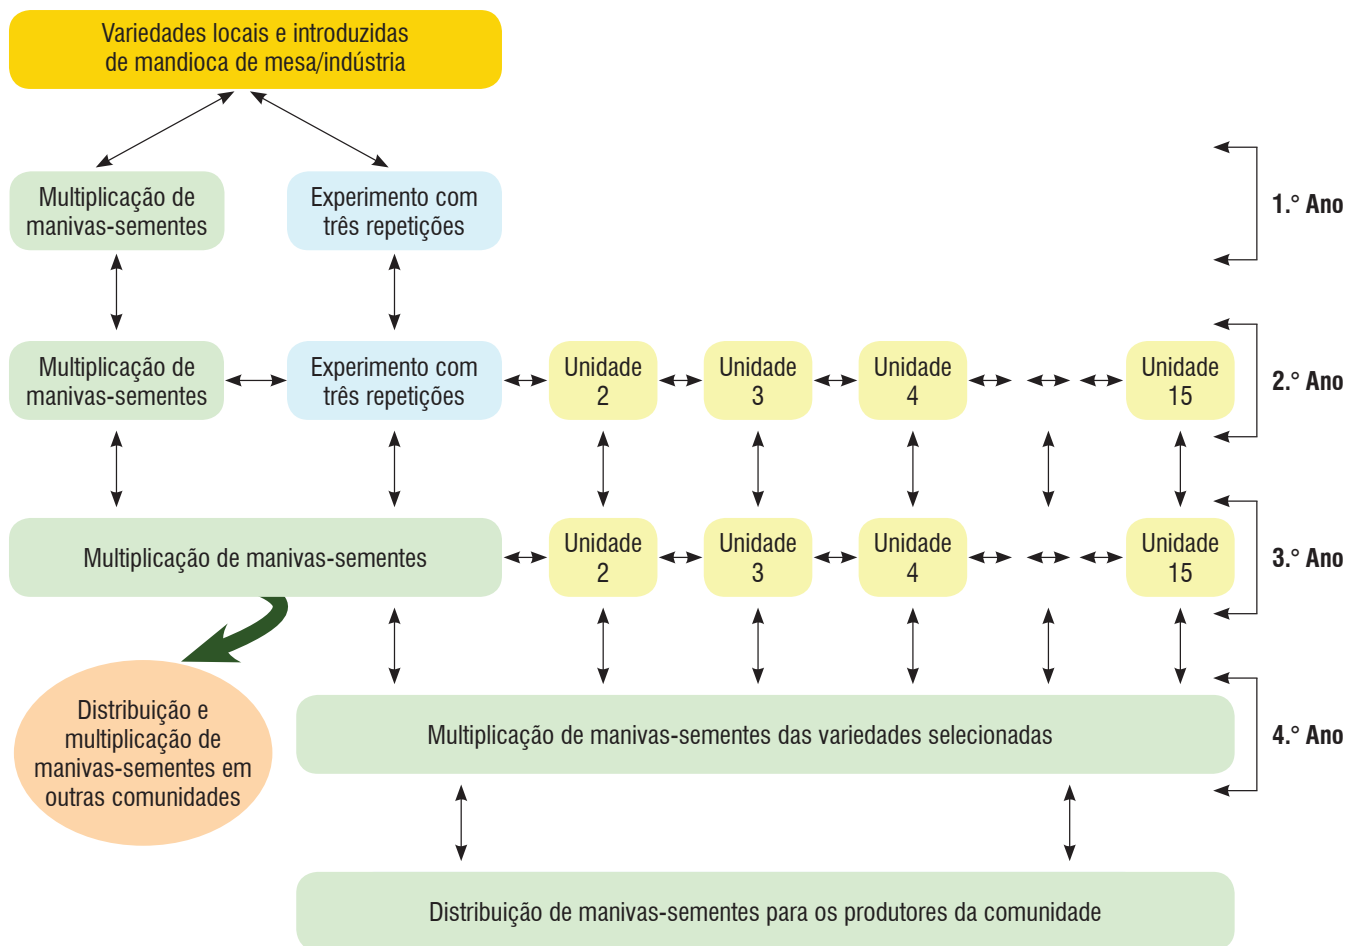 Variedades locais e introduzidas
de mandioca de mesa/indústria
Multiplicação de
manivas-sementes
Experimento com
três repetições
1.° Ano
Multiplicação de
manivas-sementes
Experimento com
três repetições
Unidade
2
Unidade
3
Unidade
4
Unidade
15
2.° Ano
Multiplicação de manivas-sementes
Unidade
2
Unidade
3
Unidade
4
Unidade
15
3.° Ano
Distribuição e
multiplicação de
manivas-sementes em
outras comunidades
Multiplicação de manivas-sementes das variedades selecionadas
4.° Ano
Distribuição de manivas-sementes para os produtores da comunidade